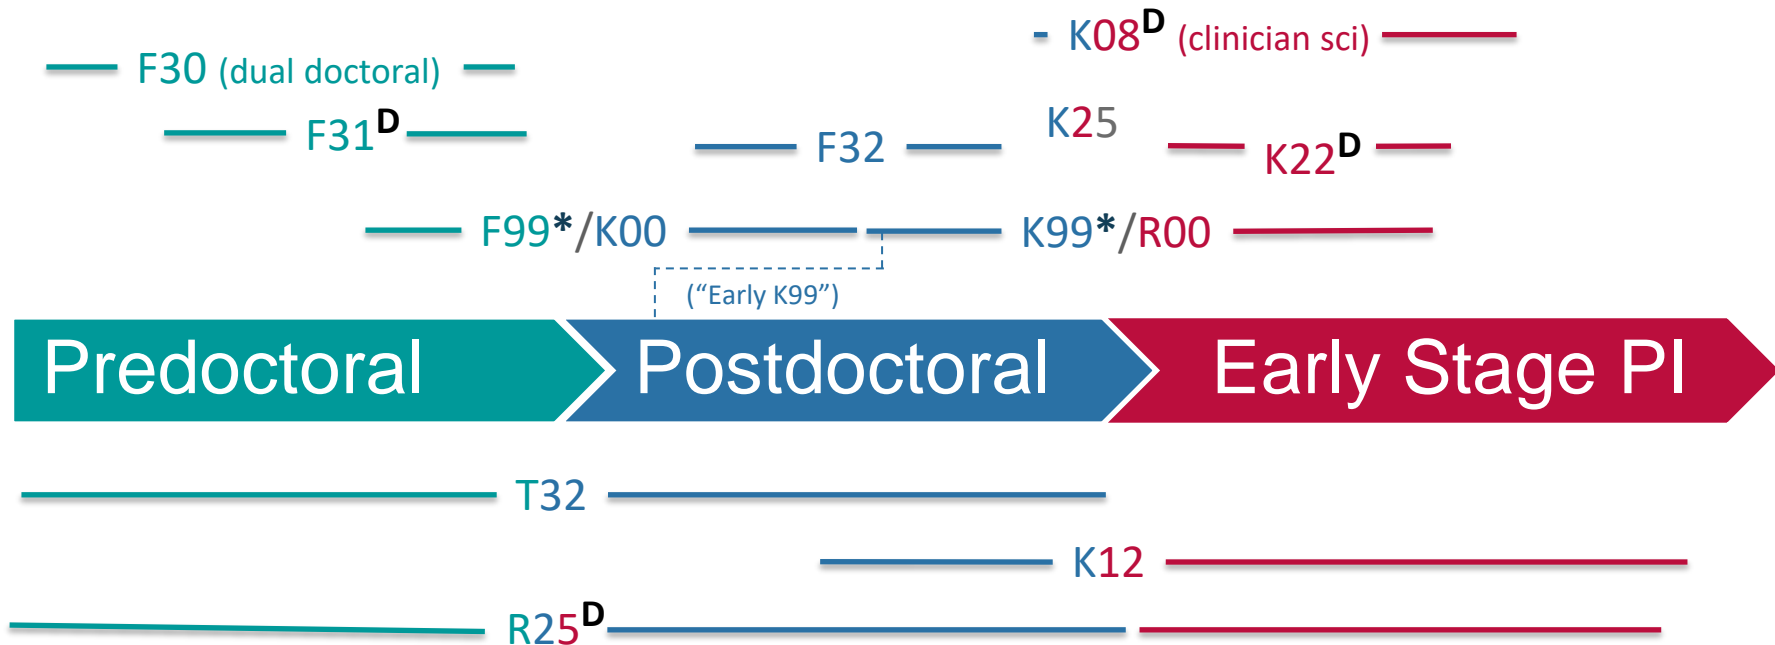 K08D (clinician sci)
F30 (dual doctoral)
F31D
K25
F32
K22D
F99*/K00
K99*/R00
("Early K99")
Predoctoral
Postdoctoral
Early Stage PI
T32
K12
R25D